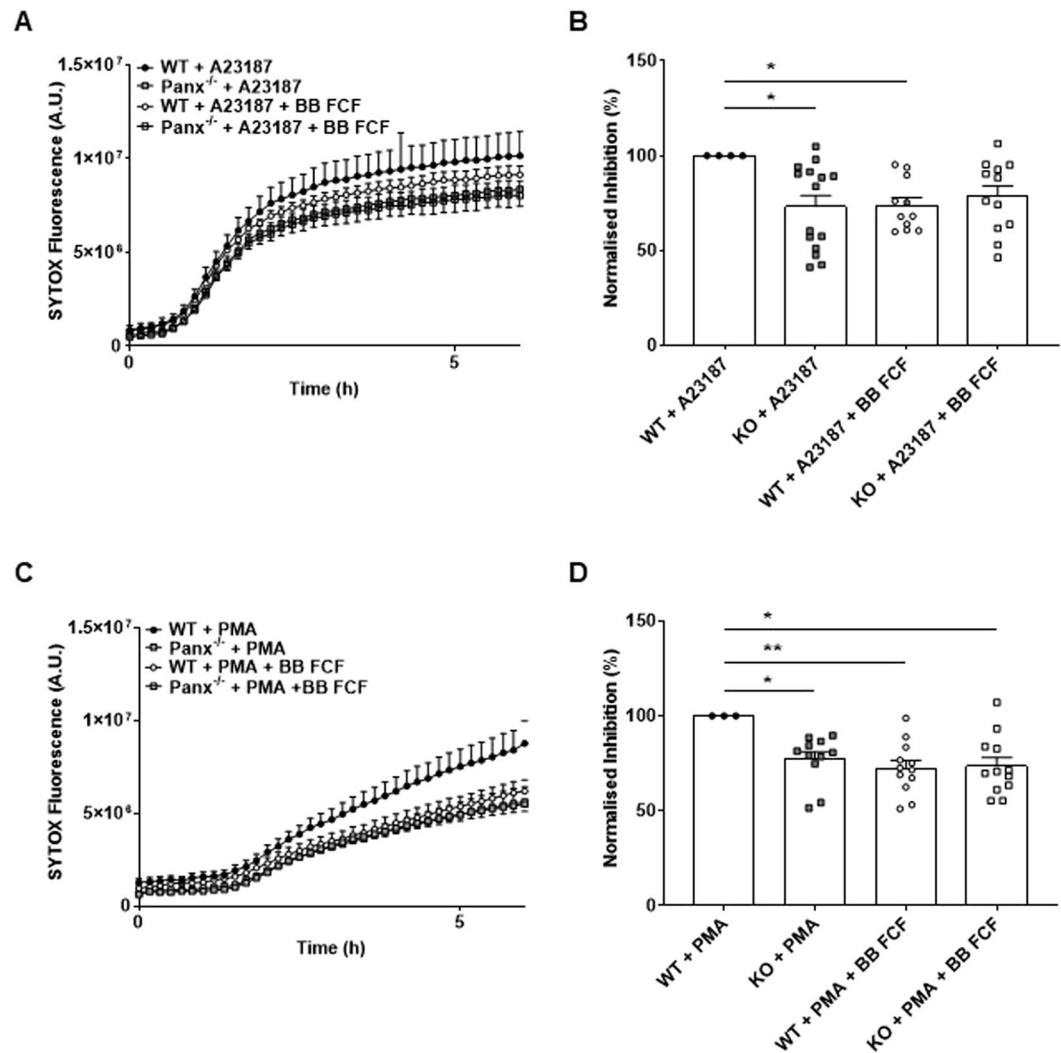 A
SYTOX Fluorescence (A.U.)
1.5×10⁷
1×10⁷
5×10⁶
0
WT + A23187
Panx⁻/⁻ + A23187
WT + A23187 + BB FCF
Panx⁻/⁻ + A23187 + BB FCF
0
5
Time (h)
B
Normalised Inhibition (%)
150
100
50
0
*
*
WT + A23187
KO + A23187
WT + A23187 + BB FCF
KO + A23187 + BB FCF
C
SYTOX Fluorescence (A.U.)
1.5×10⁷
1×10⁷
5×10⁶
0
WT + PMA
Panx⁻/⁻ + PMA
WT + PMA + BB FCF
Panx⁻/⁻ + PMA +BB FCF
0
5
Time (h)
D
Normalised Inhibition (%)
150
100
50
0
*
**
*
WT + PMA
KO + PMA
WT + PMA + BB FCF
KO + PMA + BB FCF